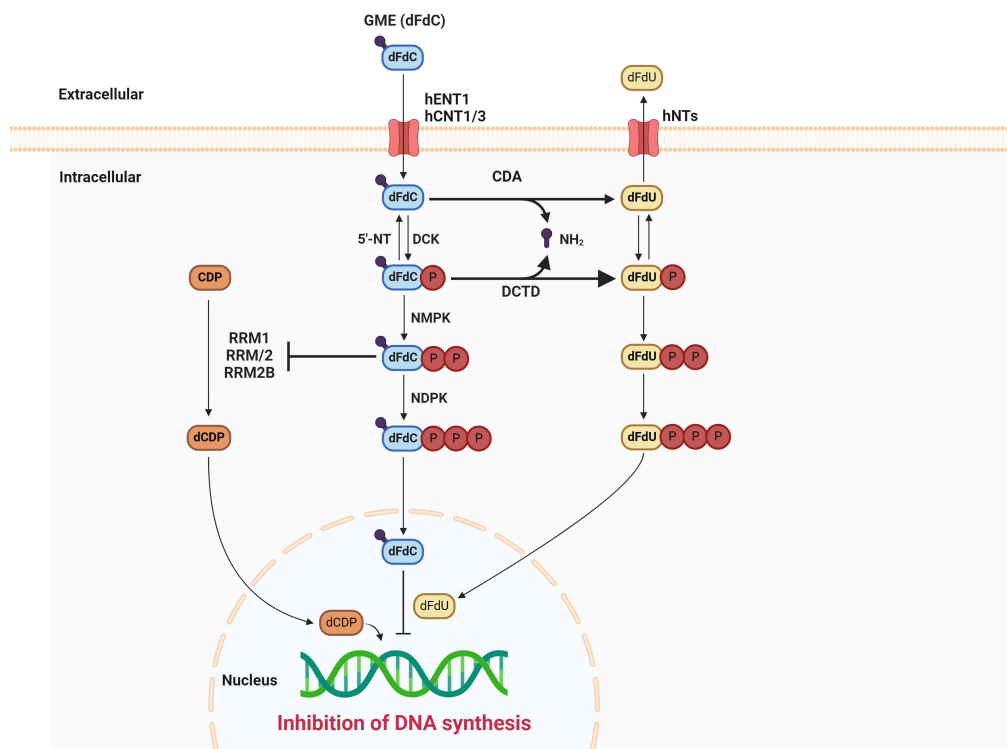 GME (dFdC)
dFdC
dFdU
Extracellular
hENT1
hCNT1/3
hNTs
Intracellular
CDA
dFdC
dFdU
5'-NT
DCK
NH₂
CDP
dFdC P
dFdU P
DCTD
NMPK
RRM1
RRM/2
RRM2B
dFdC P P
dFdU P P
NDPK
dCDP
dFdC P P P
dFdU P P P
dFdC
dFdU
dCDP
Nucleus
Inhibition of DNA synthesis